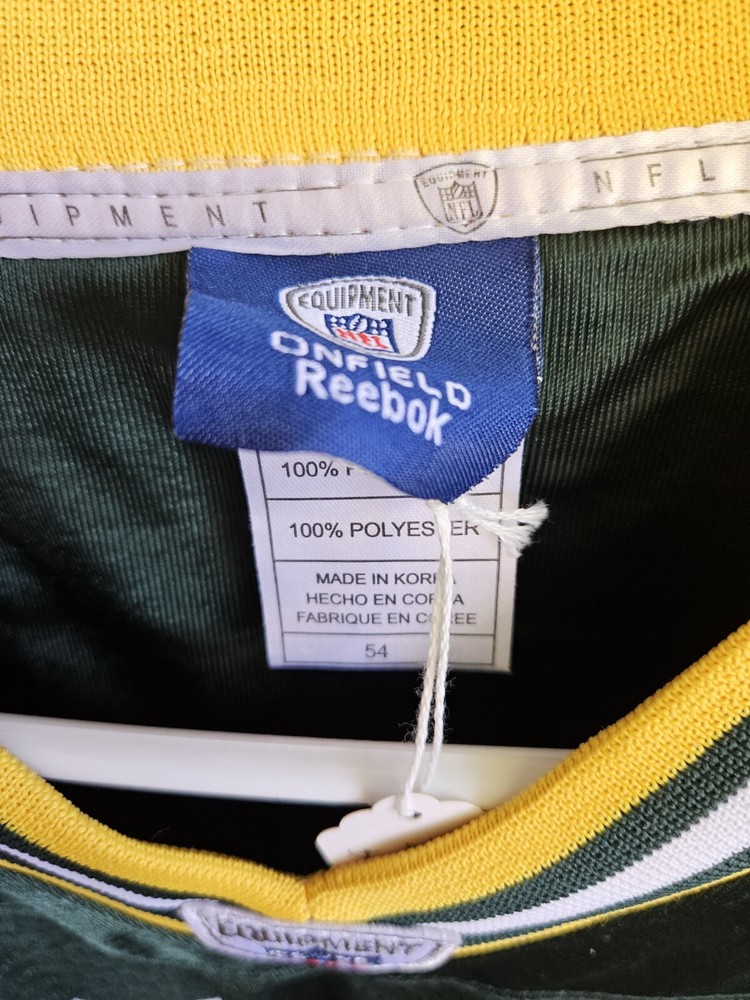 IPMENT EQUIPMENT NFL
NFL
EQUIPMENT
NFL
ONFIELD
Reebok
100%
100% POLYESTER
MADE IN KOREA
HECHO EN COREA
FABRIQUE EN COREE
54
EQUIPMENT